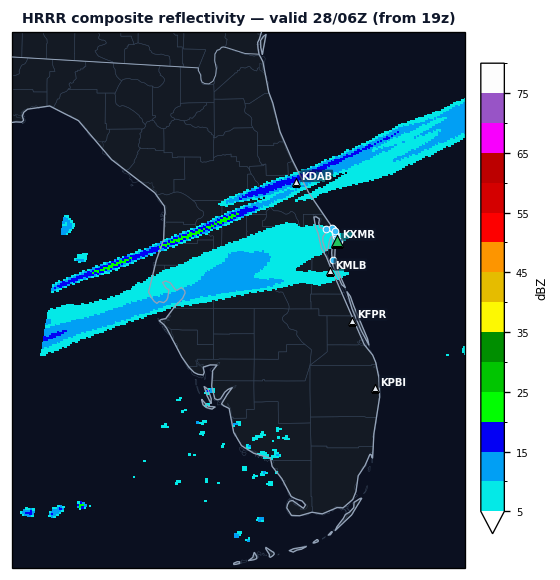 HRRR composite reflectivity — valid 28/06Z (from 19z)
KDAB
KXMR
KMLB
KFPR
KPBI
75
65
55
45
35
25
15
5
dBZ